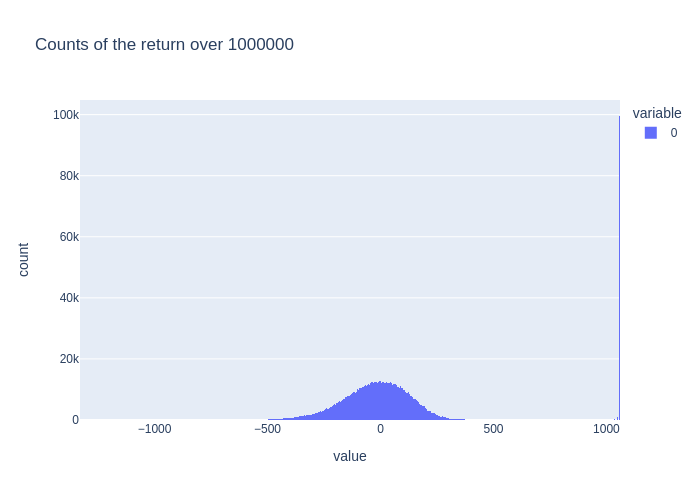 Counts of the return over 1000000
variable
0
100k
80k
60k
40k
20k
0
−1000
−500
0
500
1000
count
value